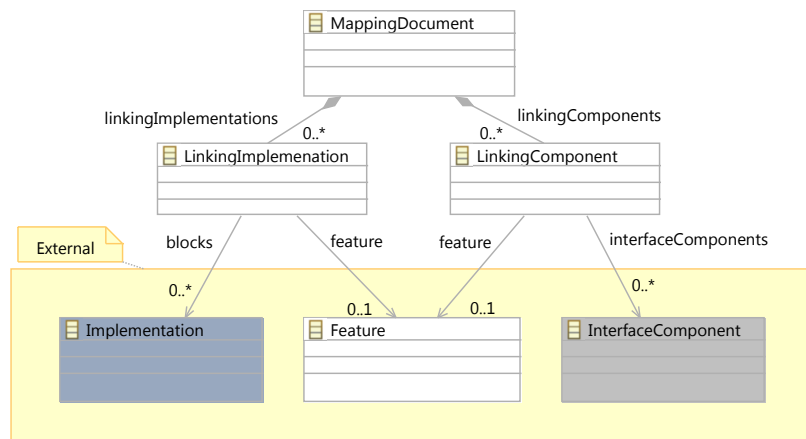 MappingDocument
linkingImplementations
linkingComponents
0..*
0..*
LinkingImplemenation
LinkingComponent
External
blocks
feature
feature
interfaceComponents
0..*
0..1
0..1
0..*
Implementation
Feature
InterfaceComponent